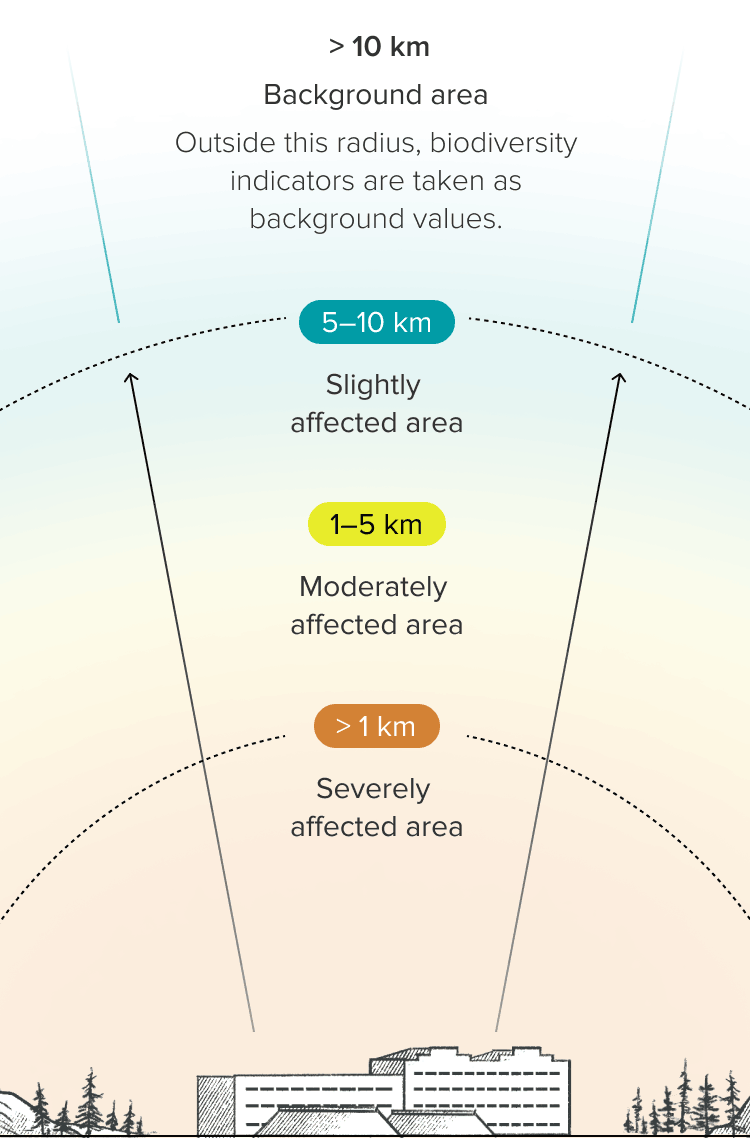 > 10 km
Background area
Outside this radius, biodiversity
indicators are taken as
background values.
5–10 km
Slightly
affected area
1–5 km
Moderately
affected area
> 1 km
Severely
affected area